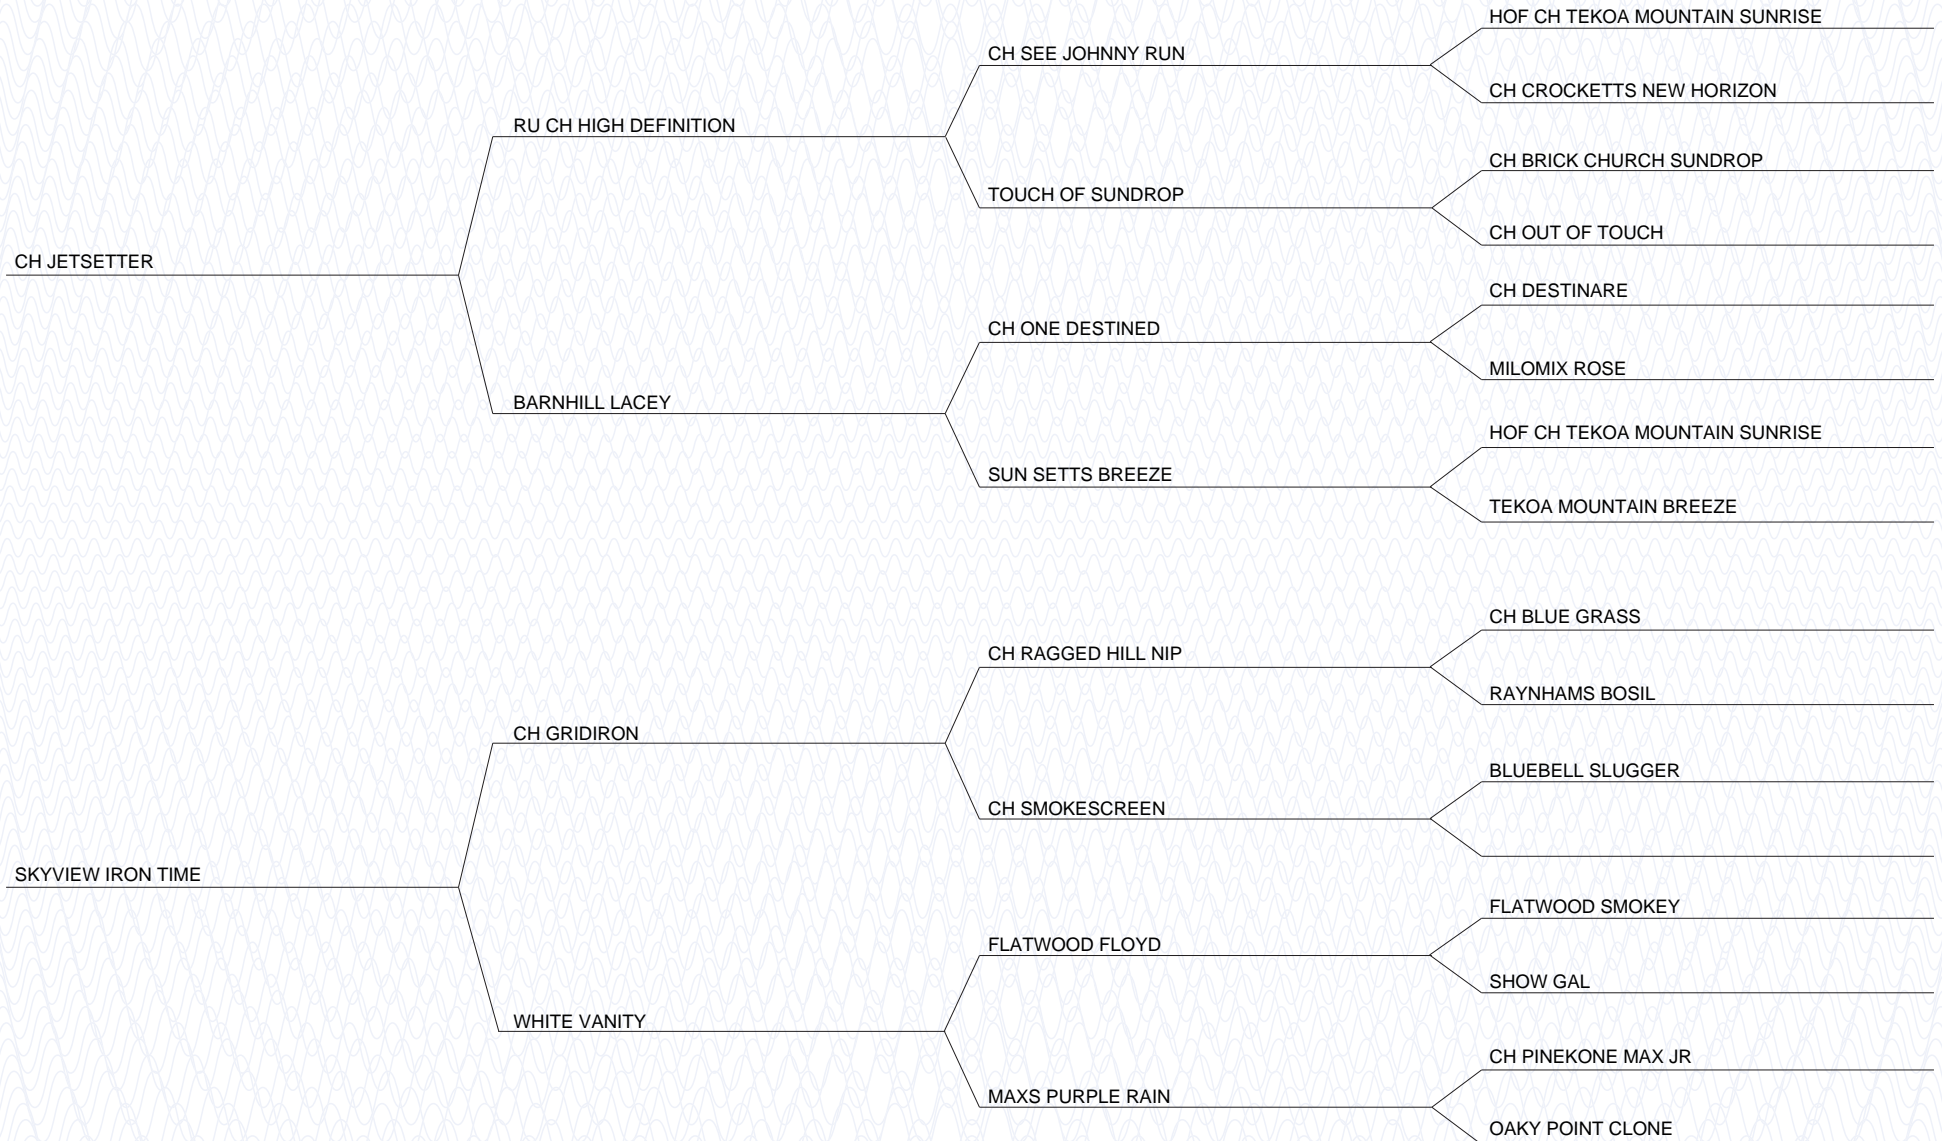 HOF CH TEKOA MOUNTAIN SUNRISE
CH SEE JOHNNY RUN
CH CROCKETTS NEW HORIZON
RU CH HIGH DEFINITION
CH BRICK CHURCH SUNDROP
TOUCH OF SUNDROP
CH OUT OF TOUCH
CH JETSETTER
CH DESTINARE
CH ONE DESTINED
MILOMIX ROSE
BARNHILL LACEY
HOF CH TEKOA MOUNTAIN SUNRISE
SUN SETTS BREEZE
TEKOA MOUNTAIN BREEZE
CH BLUE GRASS
CH RAGGED HILL NIP
RAYNHAMS BOSIL
CH GRIDIRON
BLUEBELL SLUGGER
CH SMOKESCREEN
SKYVIEW IRON TIME
FLATWOOD SMOKEY
FLATWOOD FLOYD
SHOW GAL
WHITE VANITY
CH PINEKONE MAX JR
MAXS PURPLE RAIN
OAKY POINT CLONE